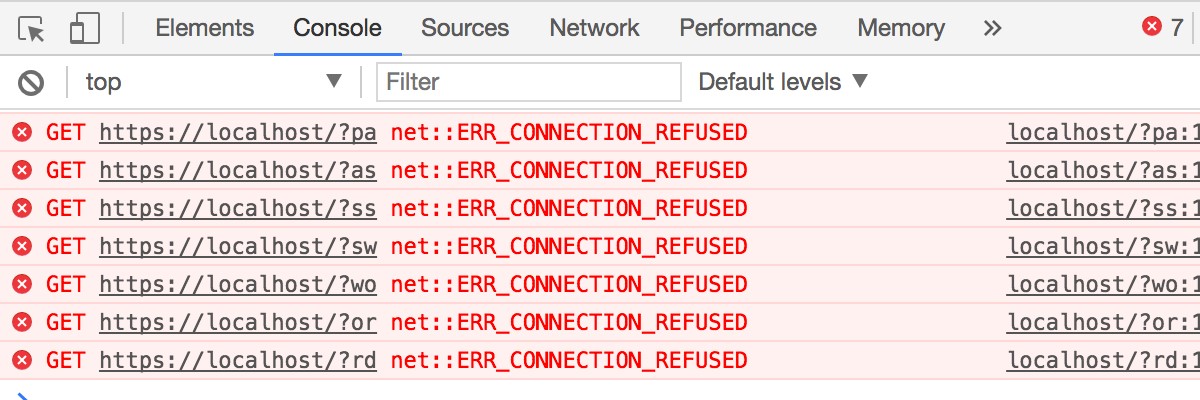 Elements Console Sources Network Performance Memory » 7
top Filter Default levels
GET https://localhost/?pa net::ERR_CONNECTION_REFUSED localhost/?pa:1
GET https://localhost/?as net::ERR_CONNECTION_REFUSED localhost/?as:1
GET https://localhost/?ss net::ERR_CONNECTION_REFUSED localhost/?ss:1
GET https://localhost/?sw net::ERR_CONNECTION_REFUSED localhost/?sw:1
GET https://localhost/?wo net::ERR_CONNECTION_REFUSED localhost/?wo:1
GET https://localhost/?or net::ERR_CONNECTION_REFUSED localhost/?or:1
GET https://localhost/?rd net::ERR_CONNECTION_REFUSED localhost/?rd:1